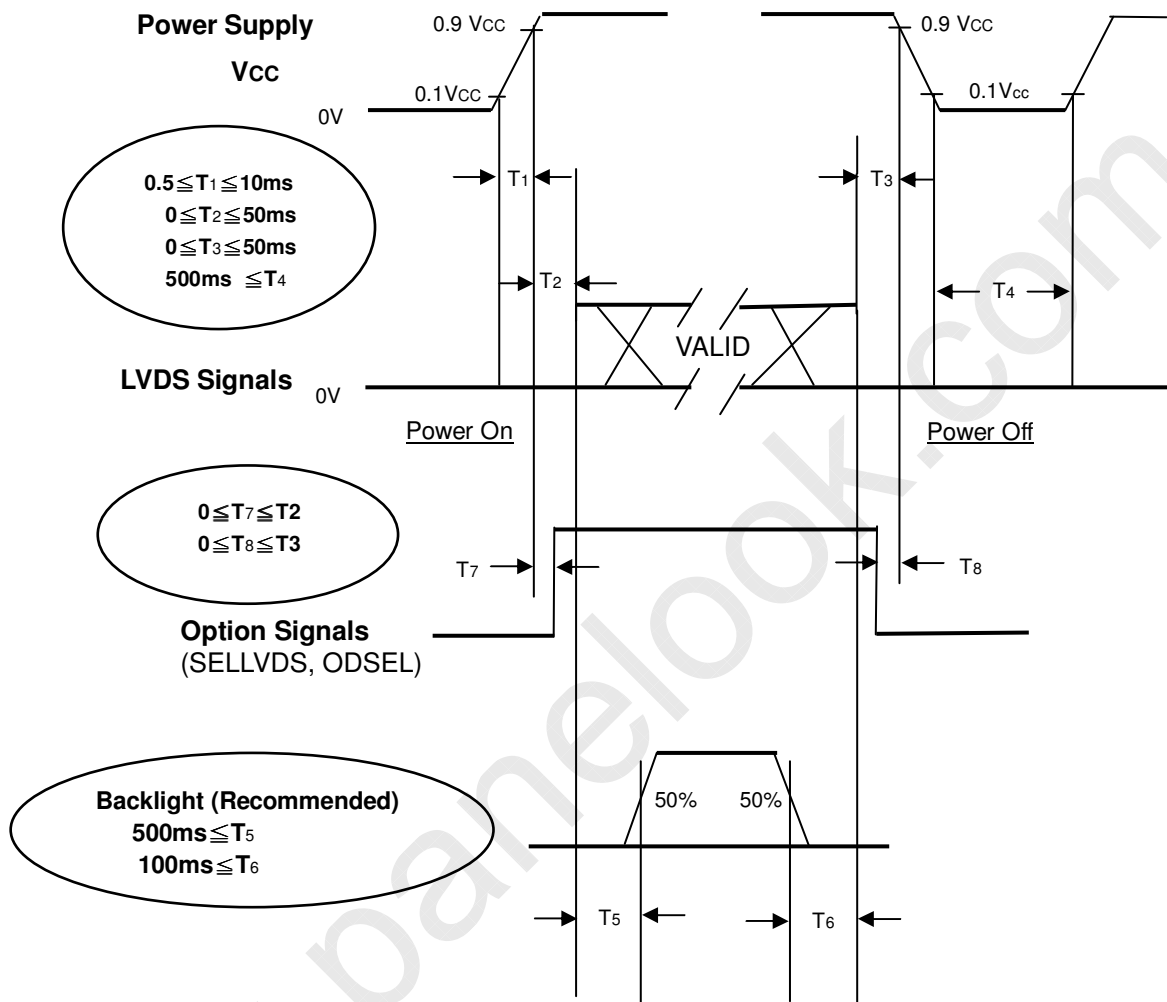 Power Supply
Vcc
0.9 Vcc
0.9 Vcc
0.1Vcc
0.1Vcc
0V
0.5≦T1≦10ms
0≦T2≦50ms
0≦T3≦50ms
500ms ≦T4
T1
T3
T2
T4
VALID
LVDS Signals
0V
Power On
Power Off
0≦T7≦T2
0≦T8≦T3
T7
T8
Option Signals
(SELLVDS, ODSEL)
Backlight (Recommended)
500ms≦T5
100ms≦T6
50%
50%
T5
T6
panelook.com